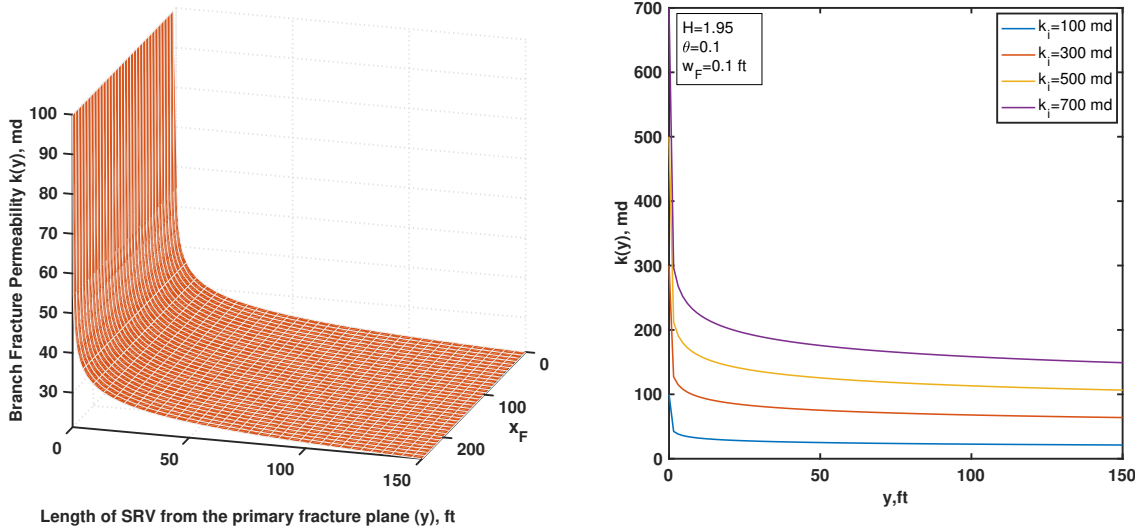 Branch Fracture Permeability k(y), md
100
90
80
70
60
50
40
30
0
50
100
150
0
100
200
x_F
Length of SRV from the primary fracture plane (y), ft
k(y), md
700
600
500
400
300
200
100
0
0
50
100
150
y,ft
H=1.95
θ=0.1
w_F=0.1 ft
k_i=100 md
k_i=300 md
k_i=500 md
k_i=700 md